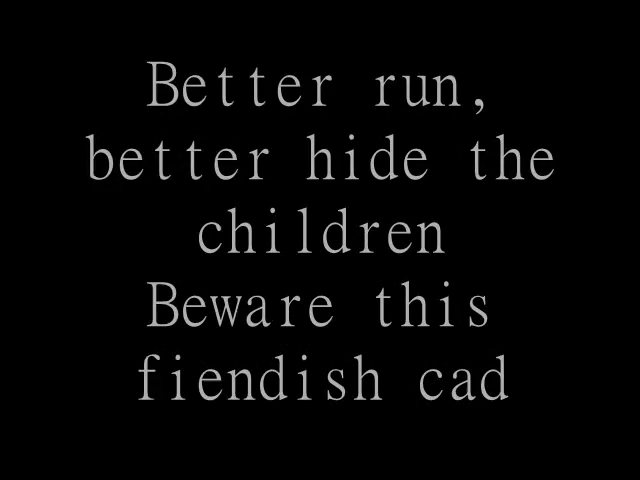 Better run,
better hide the
children
Beware this
fiendish cad